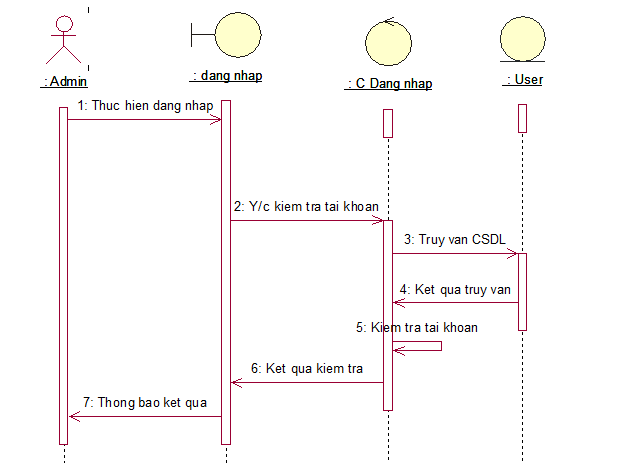 : Admin
: dang nhap
: C Dang nhap
: User
1: Thuc hien dang nhap
2: Y/c kiem tra tai khoan
3: Truy van CSDL
4: Ket qua truy van
5: Kiem tra tai khoan
6: Ket qua kiem tra
7: Thong bao ket qua